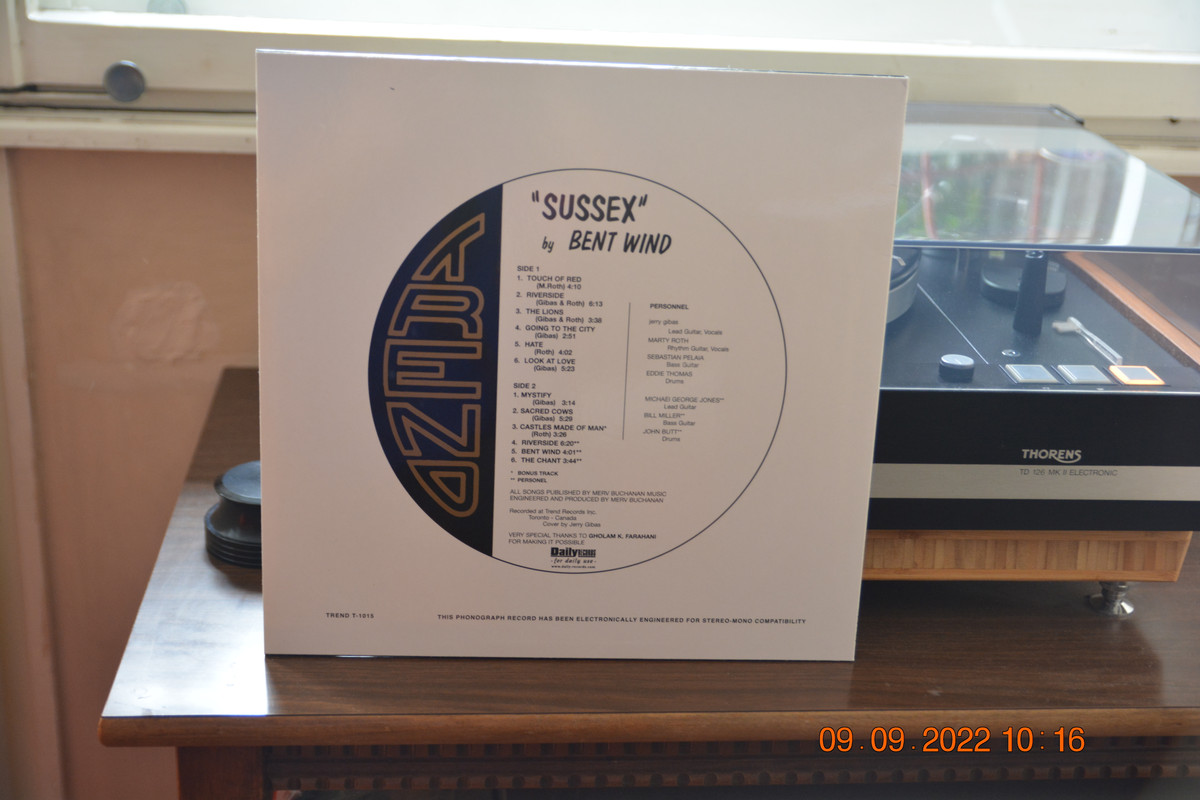 TREND
"SUSSEX"
by BENT WIND
SIDE 1
1. TOUCH OF RED
(M.Roth) 4:10
2. RIVERSIDE
(Gibas & Roth) 6:13
3. THE LIONS
(Gibas & Roth) 3:38
4. GOING TO THE CITY
(Gibas) 2:51
5. HATE
(Roth) 4:02
6. LOOK AT LOVE
(Gibas) 5:23
SIDE 2
1. MYSTIFY
(Gibas) 3:14
2. SACRED COWS
(Gibas) 5:29
3. CASTLES MADE OF MAN*
(Roth) 3:26
4. RIVERSIDE 6:20**
5. BENT WIND 4:01**
6. THE CHANT 3:44**
* BONUS TRACK
** PERSONEL
PERSONNEL
jerry gibas
Lead Guitar, Vocals
MARTY ROTH
Rhythm Guitar, Vocals
SEBASTIAN PELAIA
Bass Guitar
EDDIE THOMAS
Drums
MICHAEL GEORGE JONES**
Lead Guitar
BILL MILLER**
Bass Guitar
JOHN BUTT**
Drums
ALL SONGS PUBLISHED BY MERV BUCHANAN MUSIC
ENGINEERED AND PRODUCED BY MERV BUCHANAN
Recorded at Trend Records Inc.
Toronto - Canada
Cover by Jerry Gibas
VERY SPECIAL THANKS TO GHOLAM K. FARAHANI
FOR MAKING IT POSSIBLE
Daily RECORDS
- for daily use -
www.daily-records.com
TREND T-1015
THIS PHONOGRAPH RECORD HAS BEEN ELECTRONICALLY ENGINEERED FOR STEREO-MONO COMPATIBILITY
THORENS
TD 126 MK II ELECTRONIC
09.09.2022 10:16